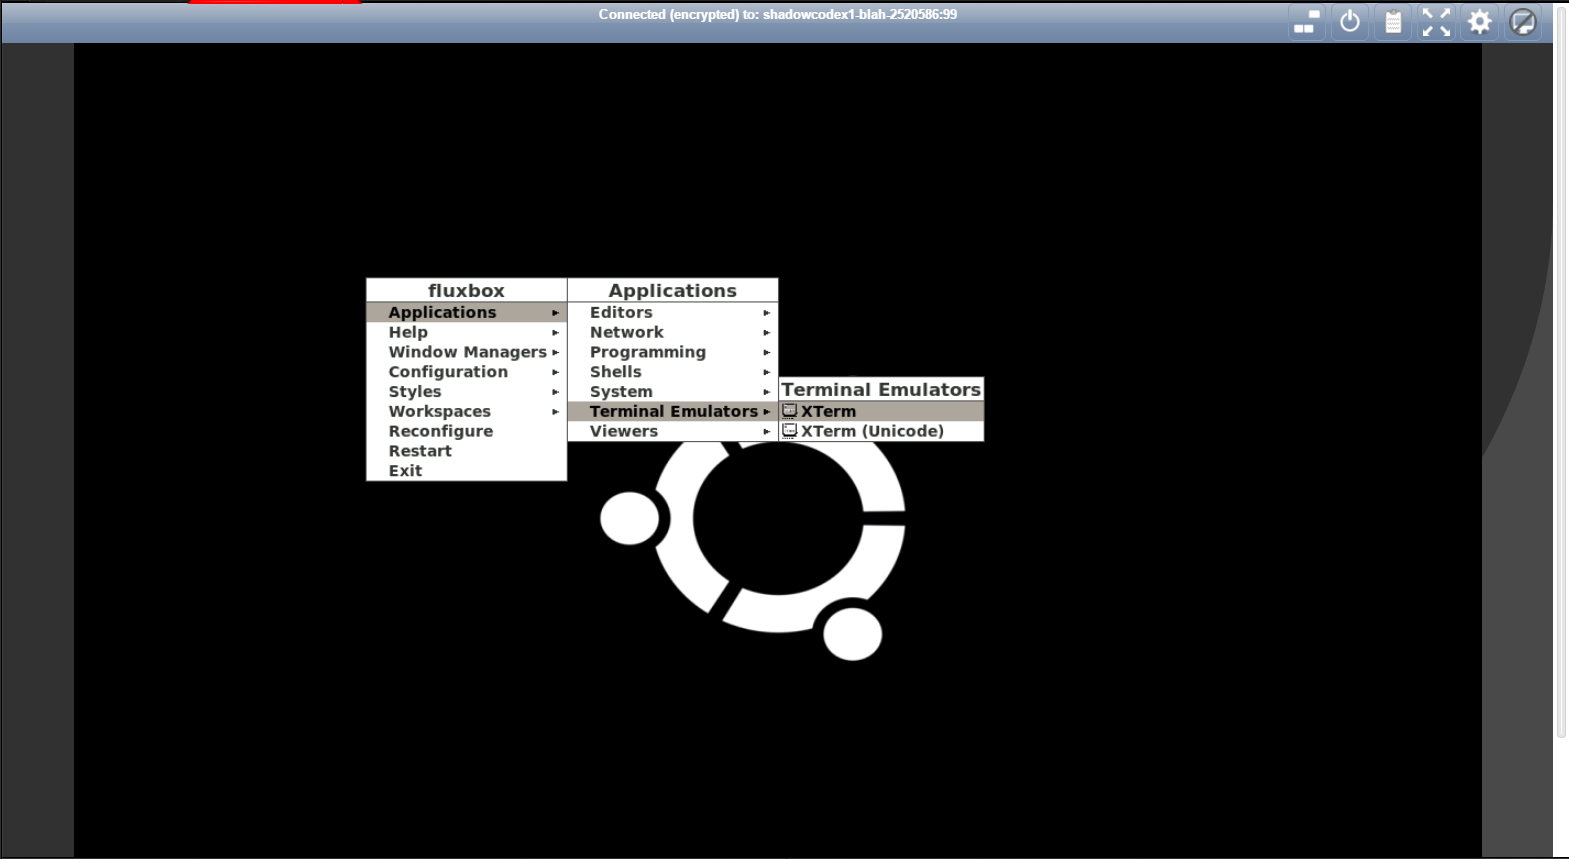 Connected (encrypted) to: shadowcodex1-blah-2520586:99
fluxbox
Applications
Help
Window Managers
Configuration
Styles
Workspaces
Reconfigure
Restart
Exit
Applications
Editors
Network
Programming
Shells
System
Terminal Emulators
Viewers
Terminal Emulators
XTerm
XTerm (Unicode)